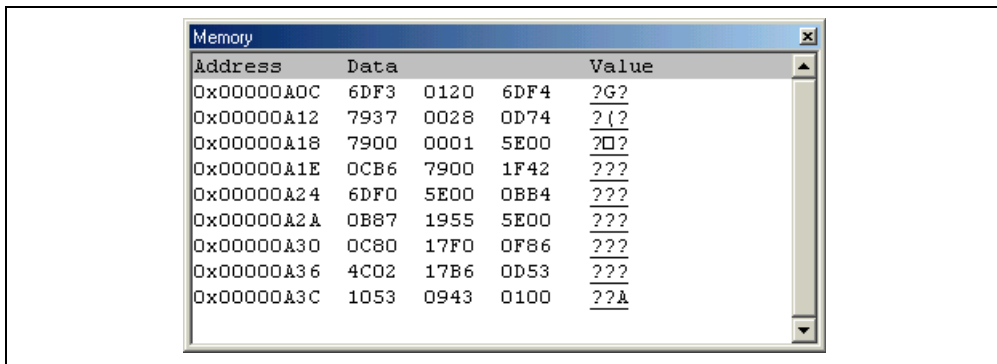 Memory
Address Data Value
0x00000A0C 6DF3 0120 6DF4 ?G?
0x00000A12 7937 0028 0D74 ?(?
0x00000A18 7900 0001 5E00 ?□?
0x00000A1E 0CB6 7900 1F42 ???
0x00000A24 6DF0 5E00 0BB4 ???
0x00000A2A 0B87 1955 5E00 ???
0x00000A30 0C80 17F0 0F86 ???
0x00000A36 4C02 17B6 0D53 ???
0x00000A3C 1053 0943 0100 ??A